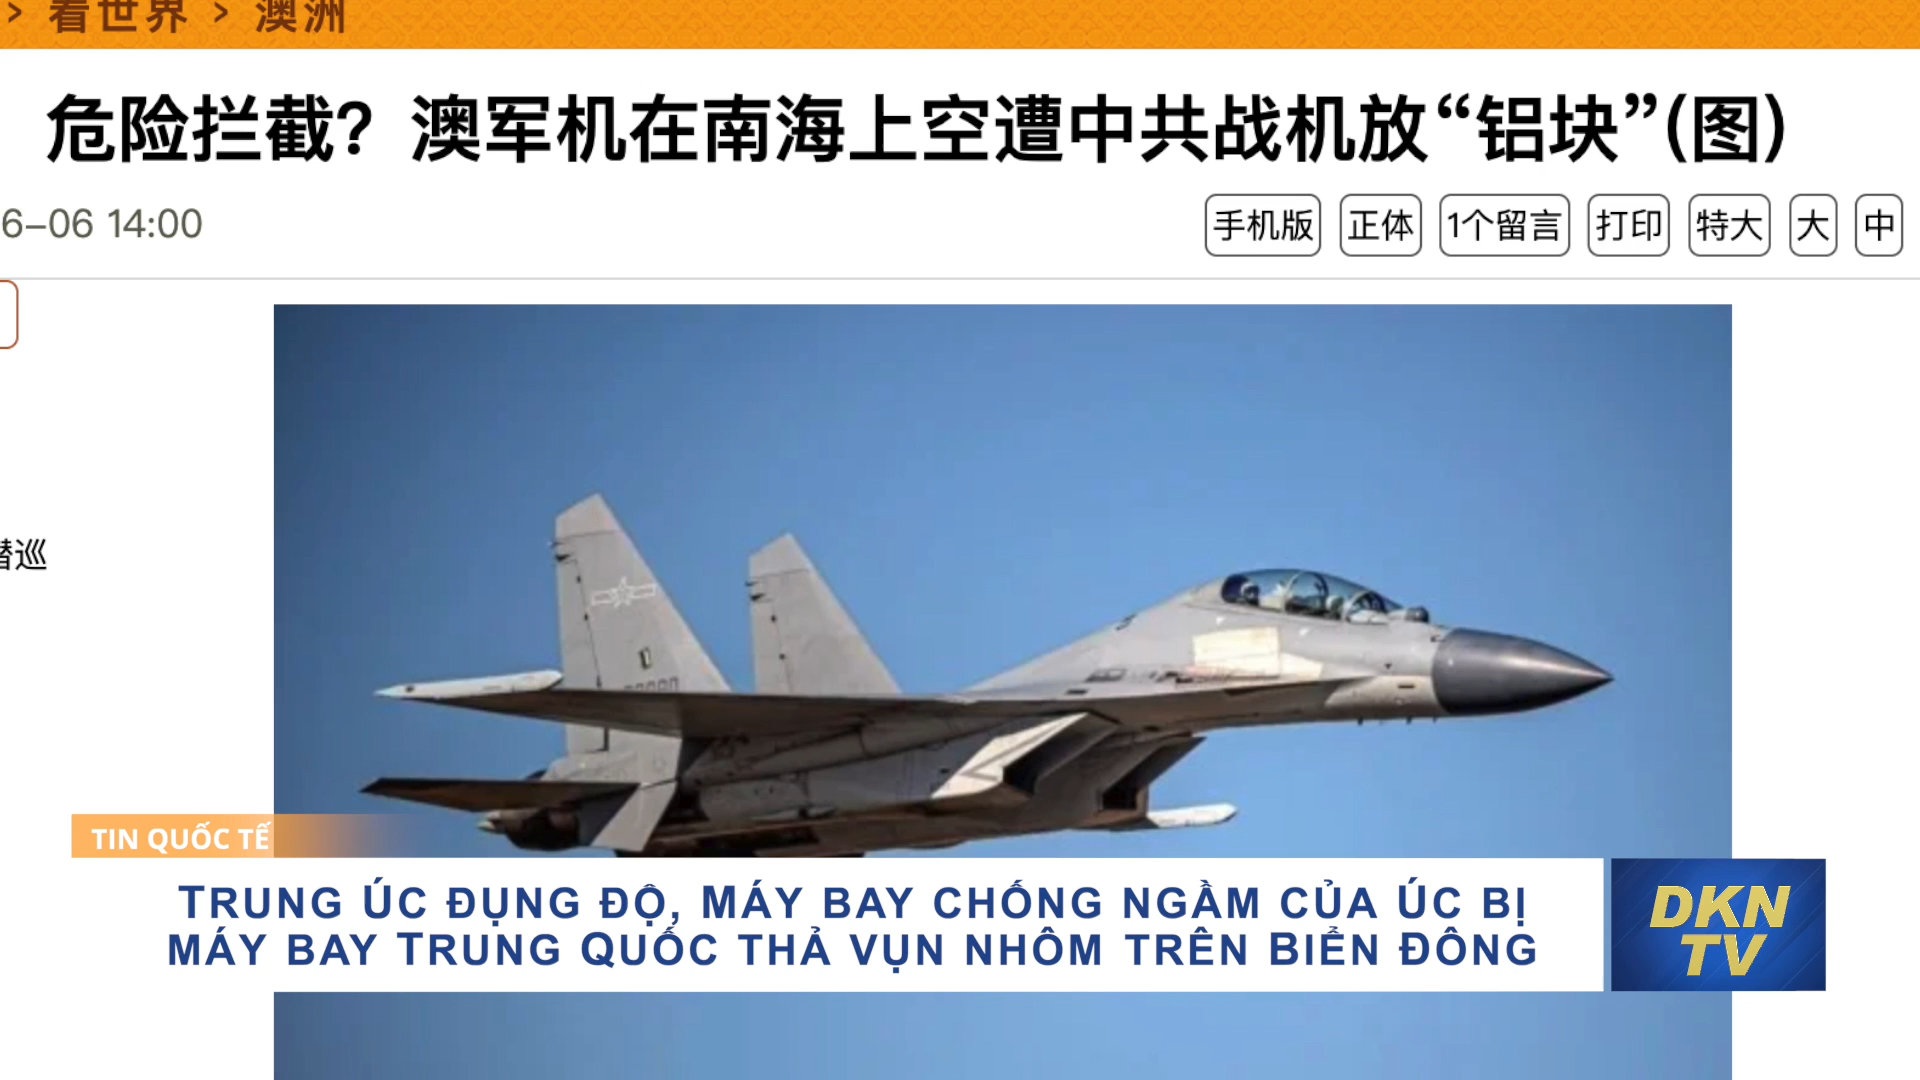 > 看世界 > 澳洲
危险拦截？澳军机在南海上空遭中共战机放“铝块”(图)
6-06 14:00
手机版 正体 1个留言 打印 特大 大 中
潜巡
TIN QUỐC TẾ
TRUNG ÚC ĐỤNG ĐỘ, MÁY BAY CHỐNG NGẦM CỦA ÚC BỊ
MÁY BAY TRUNG QUỐC THẢ VỤN NHÔM TRÊN BIỂN ĐÔNG
DKN
TV